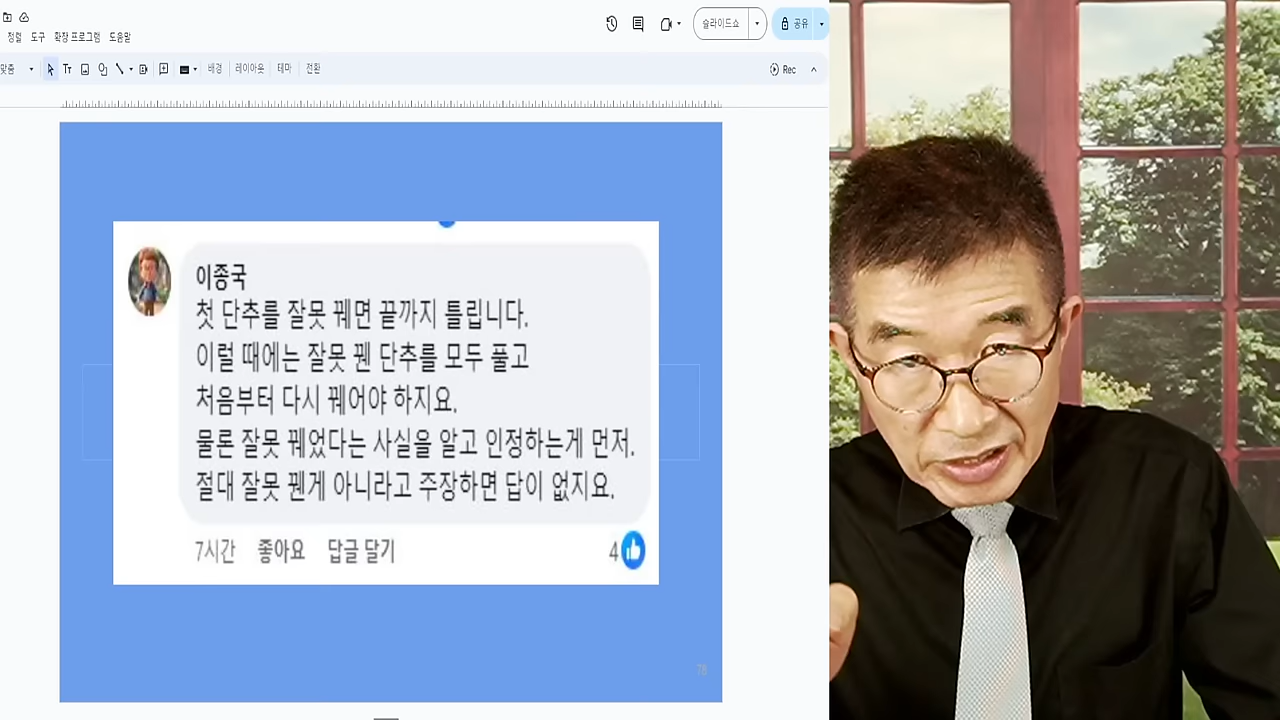 정렬 도구 확장 프로그램 도움말
슬라이드쇼
공유
맞춤
배경 레이아웃 테마 전환
Rec
이종국
첫 단추를 잘못 꿰면 끝까지 틀립니다.
이럴 때에는 잘못 꿴 단추를 모두 풀고
처음부터 다시 꿰어야 하지요.
물론 잘못 꿰었다는 사실을 알고 인정하는게 먼저.
절대 잘못 꿴게 아니라고 주장하면 답이 없지요.
7시간 좋아요 답글 달기
4
78